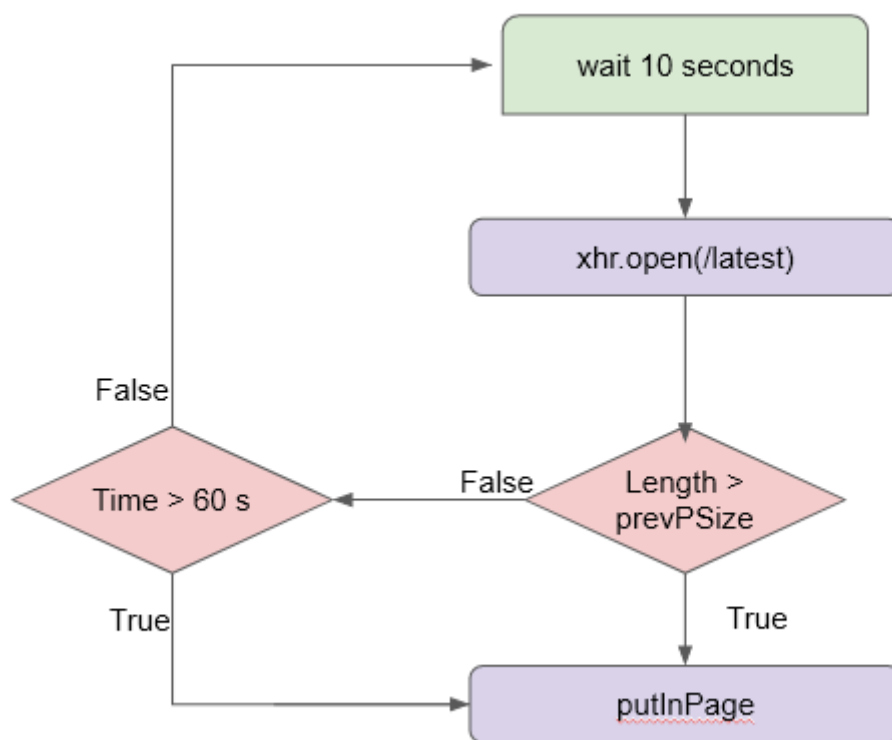 wait 10 seconds
xhr.open(/latest)
False
False
Time > 60 s
Length >
prevPSize
True
True
putInPage